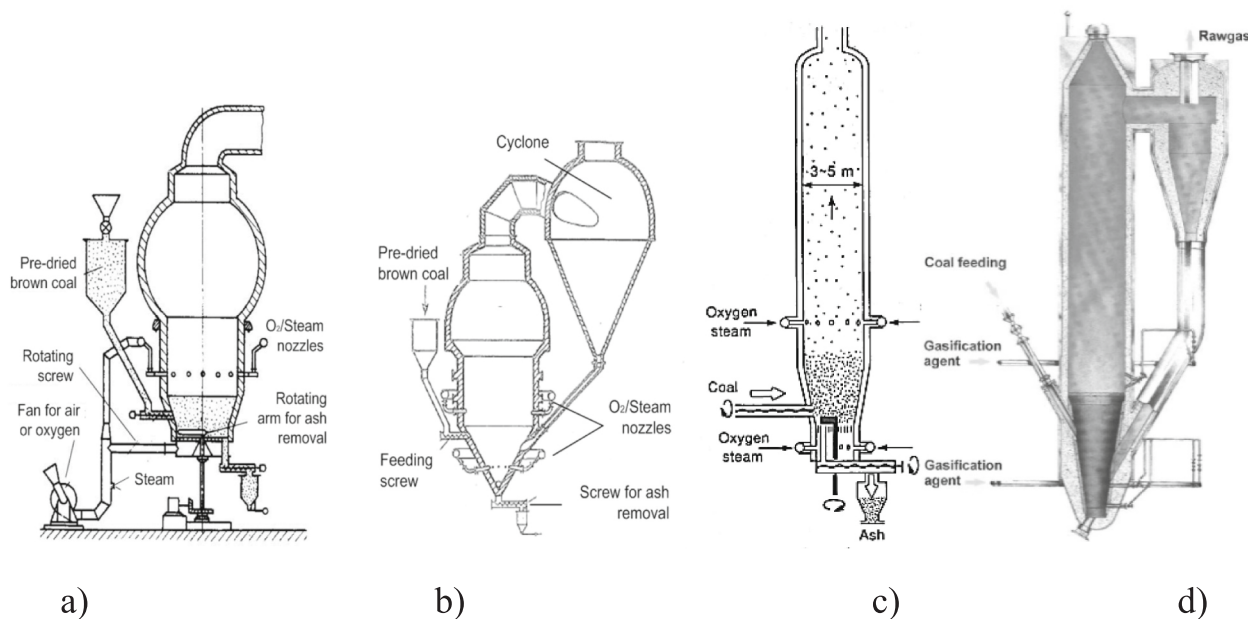 Pre-dried
brown coal
O₂/Steam
nozzles
Rotating
screw
Rotating
arm for ash
removal
Fan for air
or oxygen
Steam
a)
Cyclone
Pre-dried
brown coal
O₂/Steam
nozzles
Feeding
screw
Screw for ash
removal
b)
3~5 m
Oxygen
steam
Coal
Oxygen
steam
Ash
c)
Rawgas
Coal feeding
Gasification
agent
Gasification
agent
d)